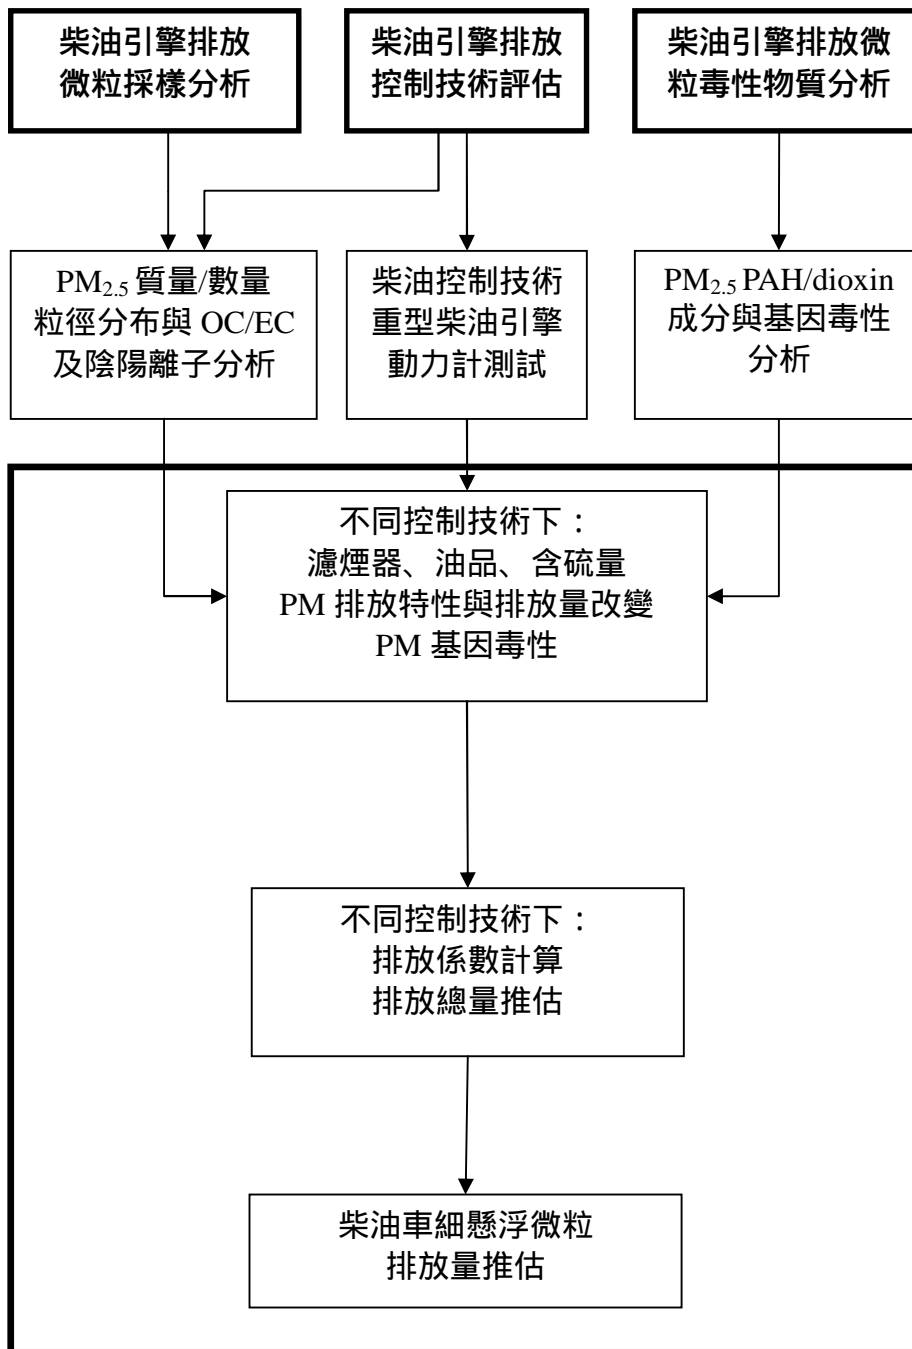 柴油引擎排放
微粒採樣分析
柴油引擎排放
控制技術評估
柴油引擎排放微
粒毒性物質分析
PM2.5 質量/數量
粒徑分布與 OC/EC
及陰陽離子分析
柴油控制技術
重型柴油引擎
動力計測試
PM2.5 PAH/dioxin
成分與基因毒性
分析
不同控制技術下：
濾煙器、油品、含硫量
PM 排放特性與排放量改變
PM 基因毒性
不同控制技術下：
排放係數計算
排放總量推估
柴油車細懸浮微粒
排放量推估